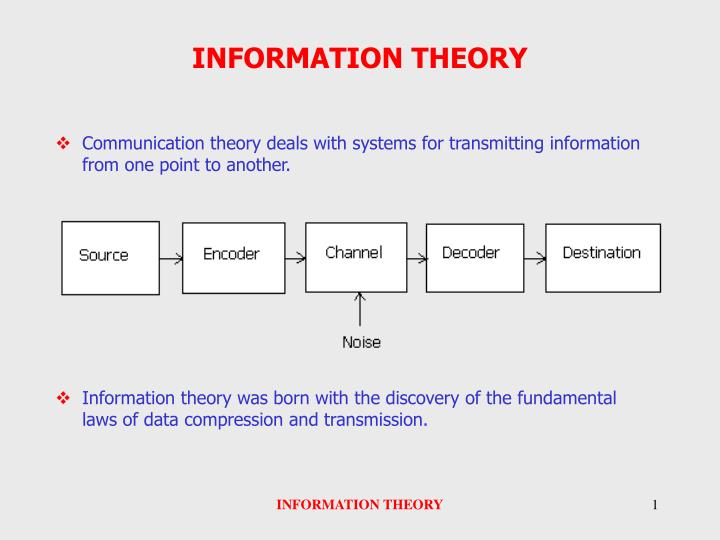 INFORMATION THEORY
❖ Communication theory deals with systems for transmitting information
from one point to another.
Source Encoder Channel Decoder Destination
Noise
❖ Information theory was born with the discovery of the fundamental
laws of data compression and transmission.
INFORMATION THEORY 1